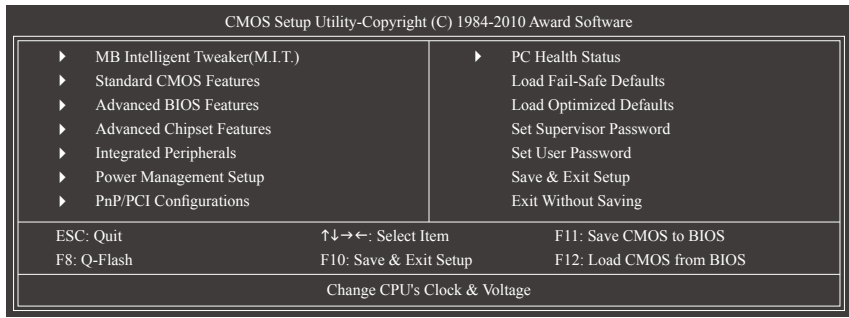 CMOS Setup Utility-Copyright (C) 1984-2010 Award Software
MB Intelligent Tweaker(M.I.T.)
Standard CMOS Features
Advanced BIOS Features
Advanced Chipset Features
Integrated Peripherals
Power Management Setup
PnP/PCI Configurations
PC Health Status
Load Fail-Safe Defaults
Load Optimized Defaults
Set Supervisor Password
Set User Password
Save & Exit Setup
Exit Without Saving
ESC: Quit
↑↓→←: Select Item
F11: Save CMOS to BIOS
F8: Q-Flash
F10: Save & Exit Setup
F12: Load CMOS from BIOS
Change CPU's Clock & Voltage